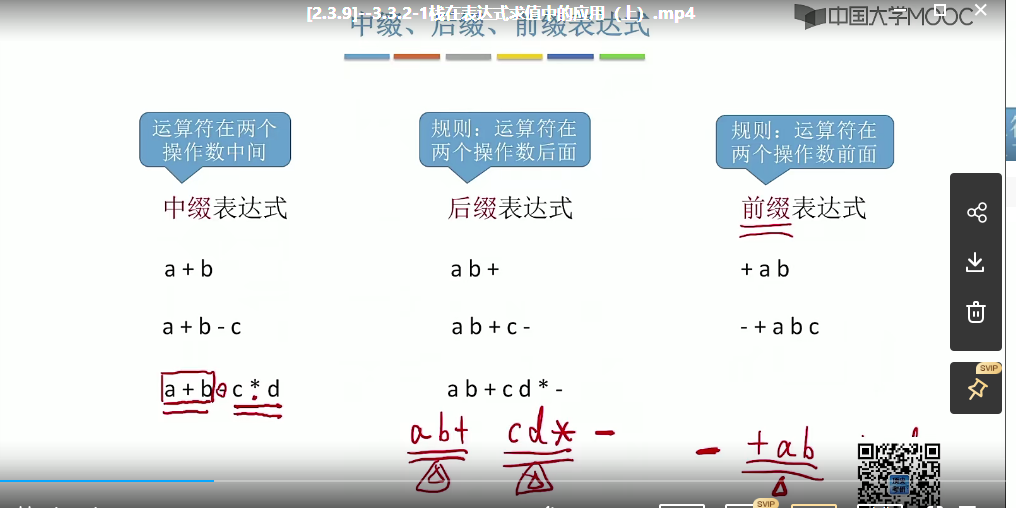 [2.3.9]--3.3.2-1栈在表达式求值中的应用（上）.mp4
中国大学MOOC
中缀、后缀、前缀表达式
运算符在两个
操作数中间
规则：运算符在
两个操作数后面
规则：运算符在
两个操作数前面
中缀表达式
后缀表达式
前缀表达式
a + b
a b +
+ a b
a + b - c
a b + c -
- + a b c
a + b - c * d
a b + c d * -
SVIP
ab+ cd* -
- +ab
SVIP